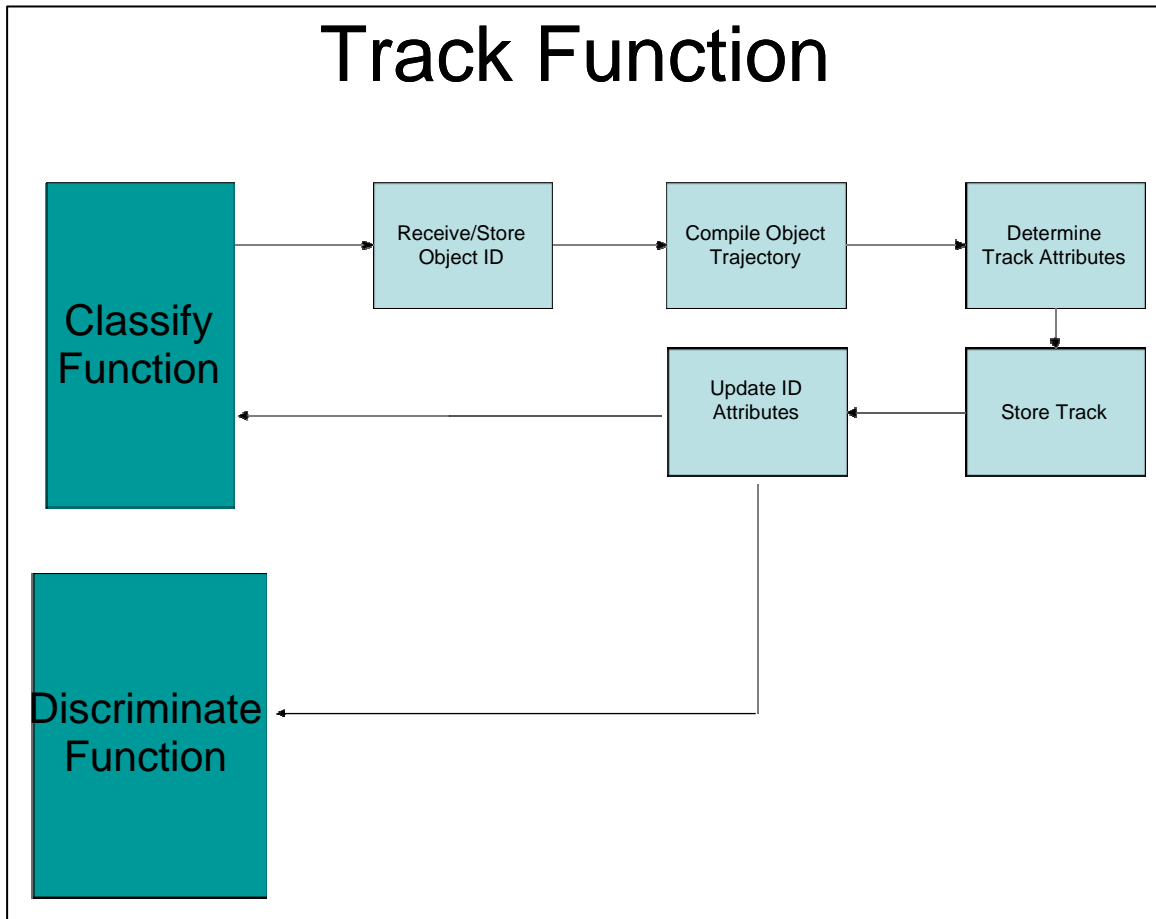 Track Function
Classify
Function
Receive/Store
Object ID
Compile Object
Trajectory
Determine
Track Attributes
Update ID
Attributes
Store Track
Discriminate
Function